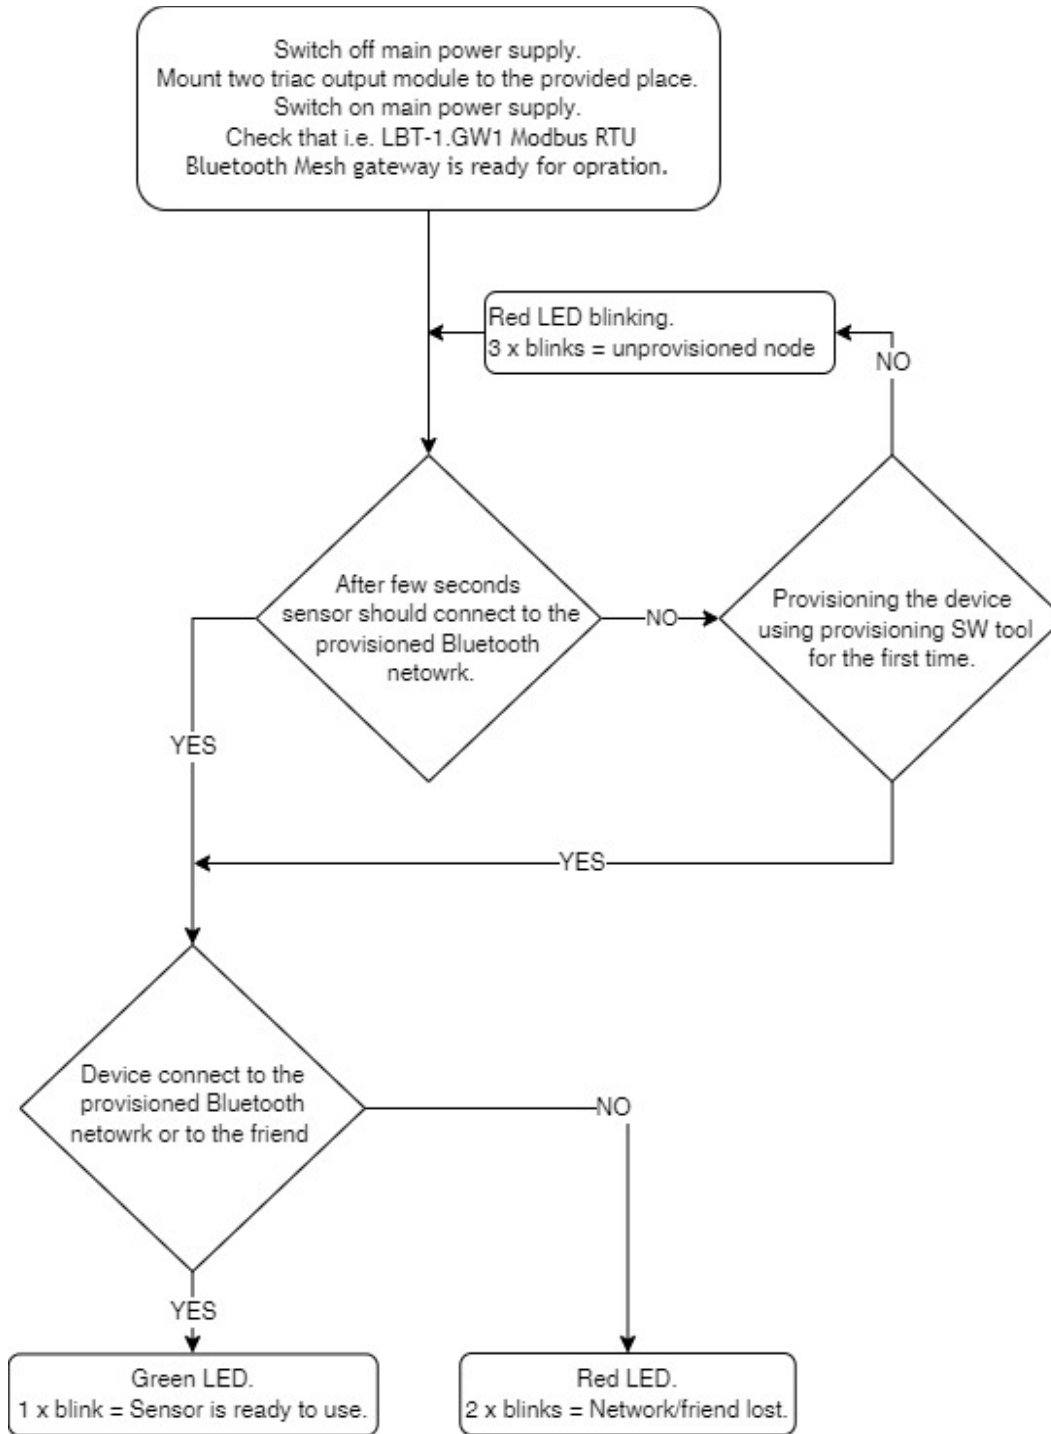 Switch off main power supply.
Mount two triac output module to the provided place.
Switch on main power supply.
Check that i.e. LBT-1.GW1 Modbus RTU
Bluetooth Mesh gateway is ready for opration.
Red LED blinking.
3 x blinks = unprovisioned node
NO
After few seconds
sensor should connect to the
provisioned Bluetooth
netowrk.
NO
Provisioning the device
using provisioning SW tool
for the first time.
YES
YES
Device connect to the
provisioned Bluetooth
netowrk or to the friend
NO
YES
Green LED.
1 x blink = Sensor is ready to use.
Red LED.
2 x blinks = Network/friend lost.